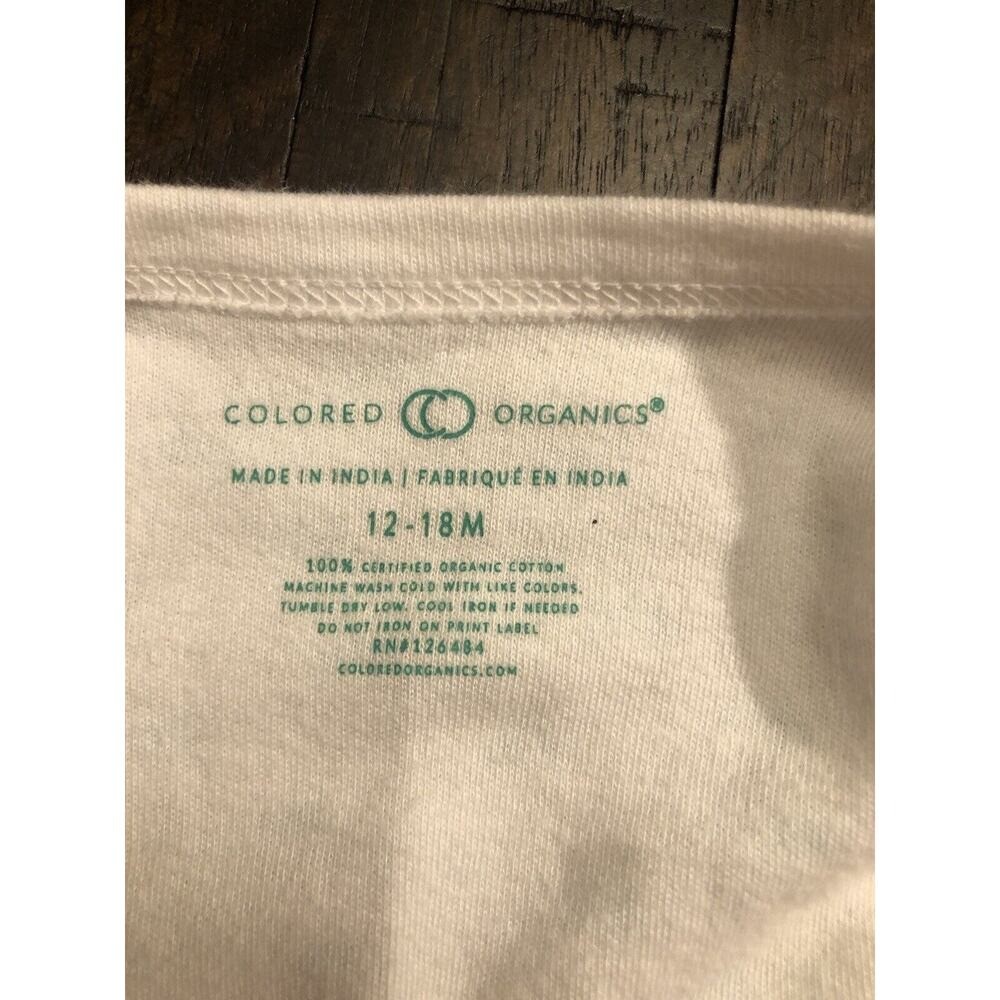 COLORED CO ORGANICS®
MADE IN INDIA | FABRIQUÉ EN INDIA
12-18M
100% CERTIFIED ORGANIC COTTON
MACHINE WASH COLD WITH LIKE COLORS.
TUMBLE DRY LOW. COOL IRON IF NEEDED
DO NOT IRON ON PRINT LABEL
RN#126484
COLOREDORGANICS.COM